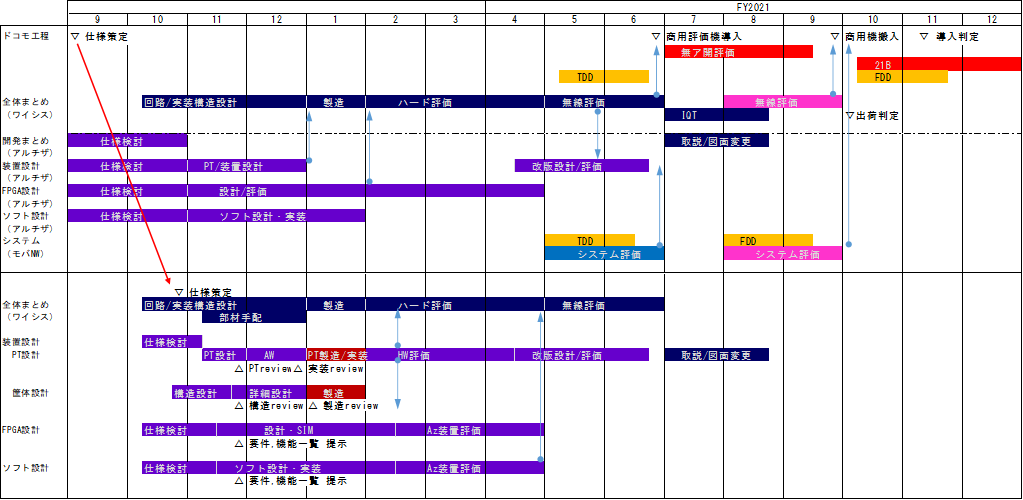 FY2021
9 10 11 12 1 2 3 4 5 6 7 8 9 10 11 12
ドコモ工程 ▽ 仕様策定 ▽ 商用評価機導入 ▽ 商用機搬入 ▽ 導入判定
無ア開評価
21B
TDD FDD
全体まとめ 回路/実装構造設計 製造 ハード評価 無線評価 無線評価
(ワイシス) IQT ▽出荷判定
開発まとめ 仕様検討 取説/図面変更
(アルチザ)
装置設計 仕様検討 PT/装置設計 改版設計/評価
(アルチザ)
FPGA設計 仕様検討 設計/評価
(アルチザ)
ソフト設計 仕様検討 ソフト設計・実装
(アルチザ)
システム TDD FDD
(モバNW) システム評価 システム評価
▽ 仕様策定
全体まとめ 回路/実装構造設計 製造 ハード評価 無線評価
(ワイシス) 部材手配
装置設計 仕様検討
PT設計 PT設計 AW PT製造/実装 HW評価 改版設計/評価 取説/図面変更
△ PTreview△ 実装review
筐体設計 構造設計 詳細設計 製造
△ 構造review △ 製造review
FPGA設計 仕様検討 設計・SIM Az装置評価
△ 要件,機能一覧 提示
ソフト設計 仕様検討 ソフト設計・実装 Az装置評価
△ 要件,機能一覧 提示